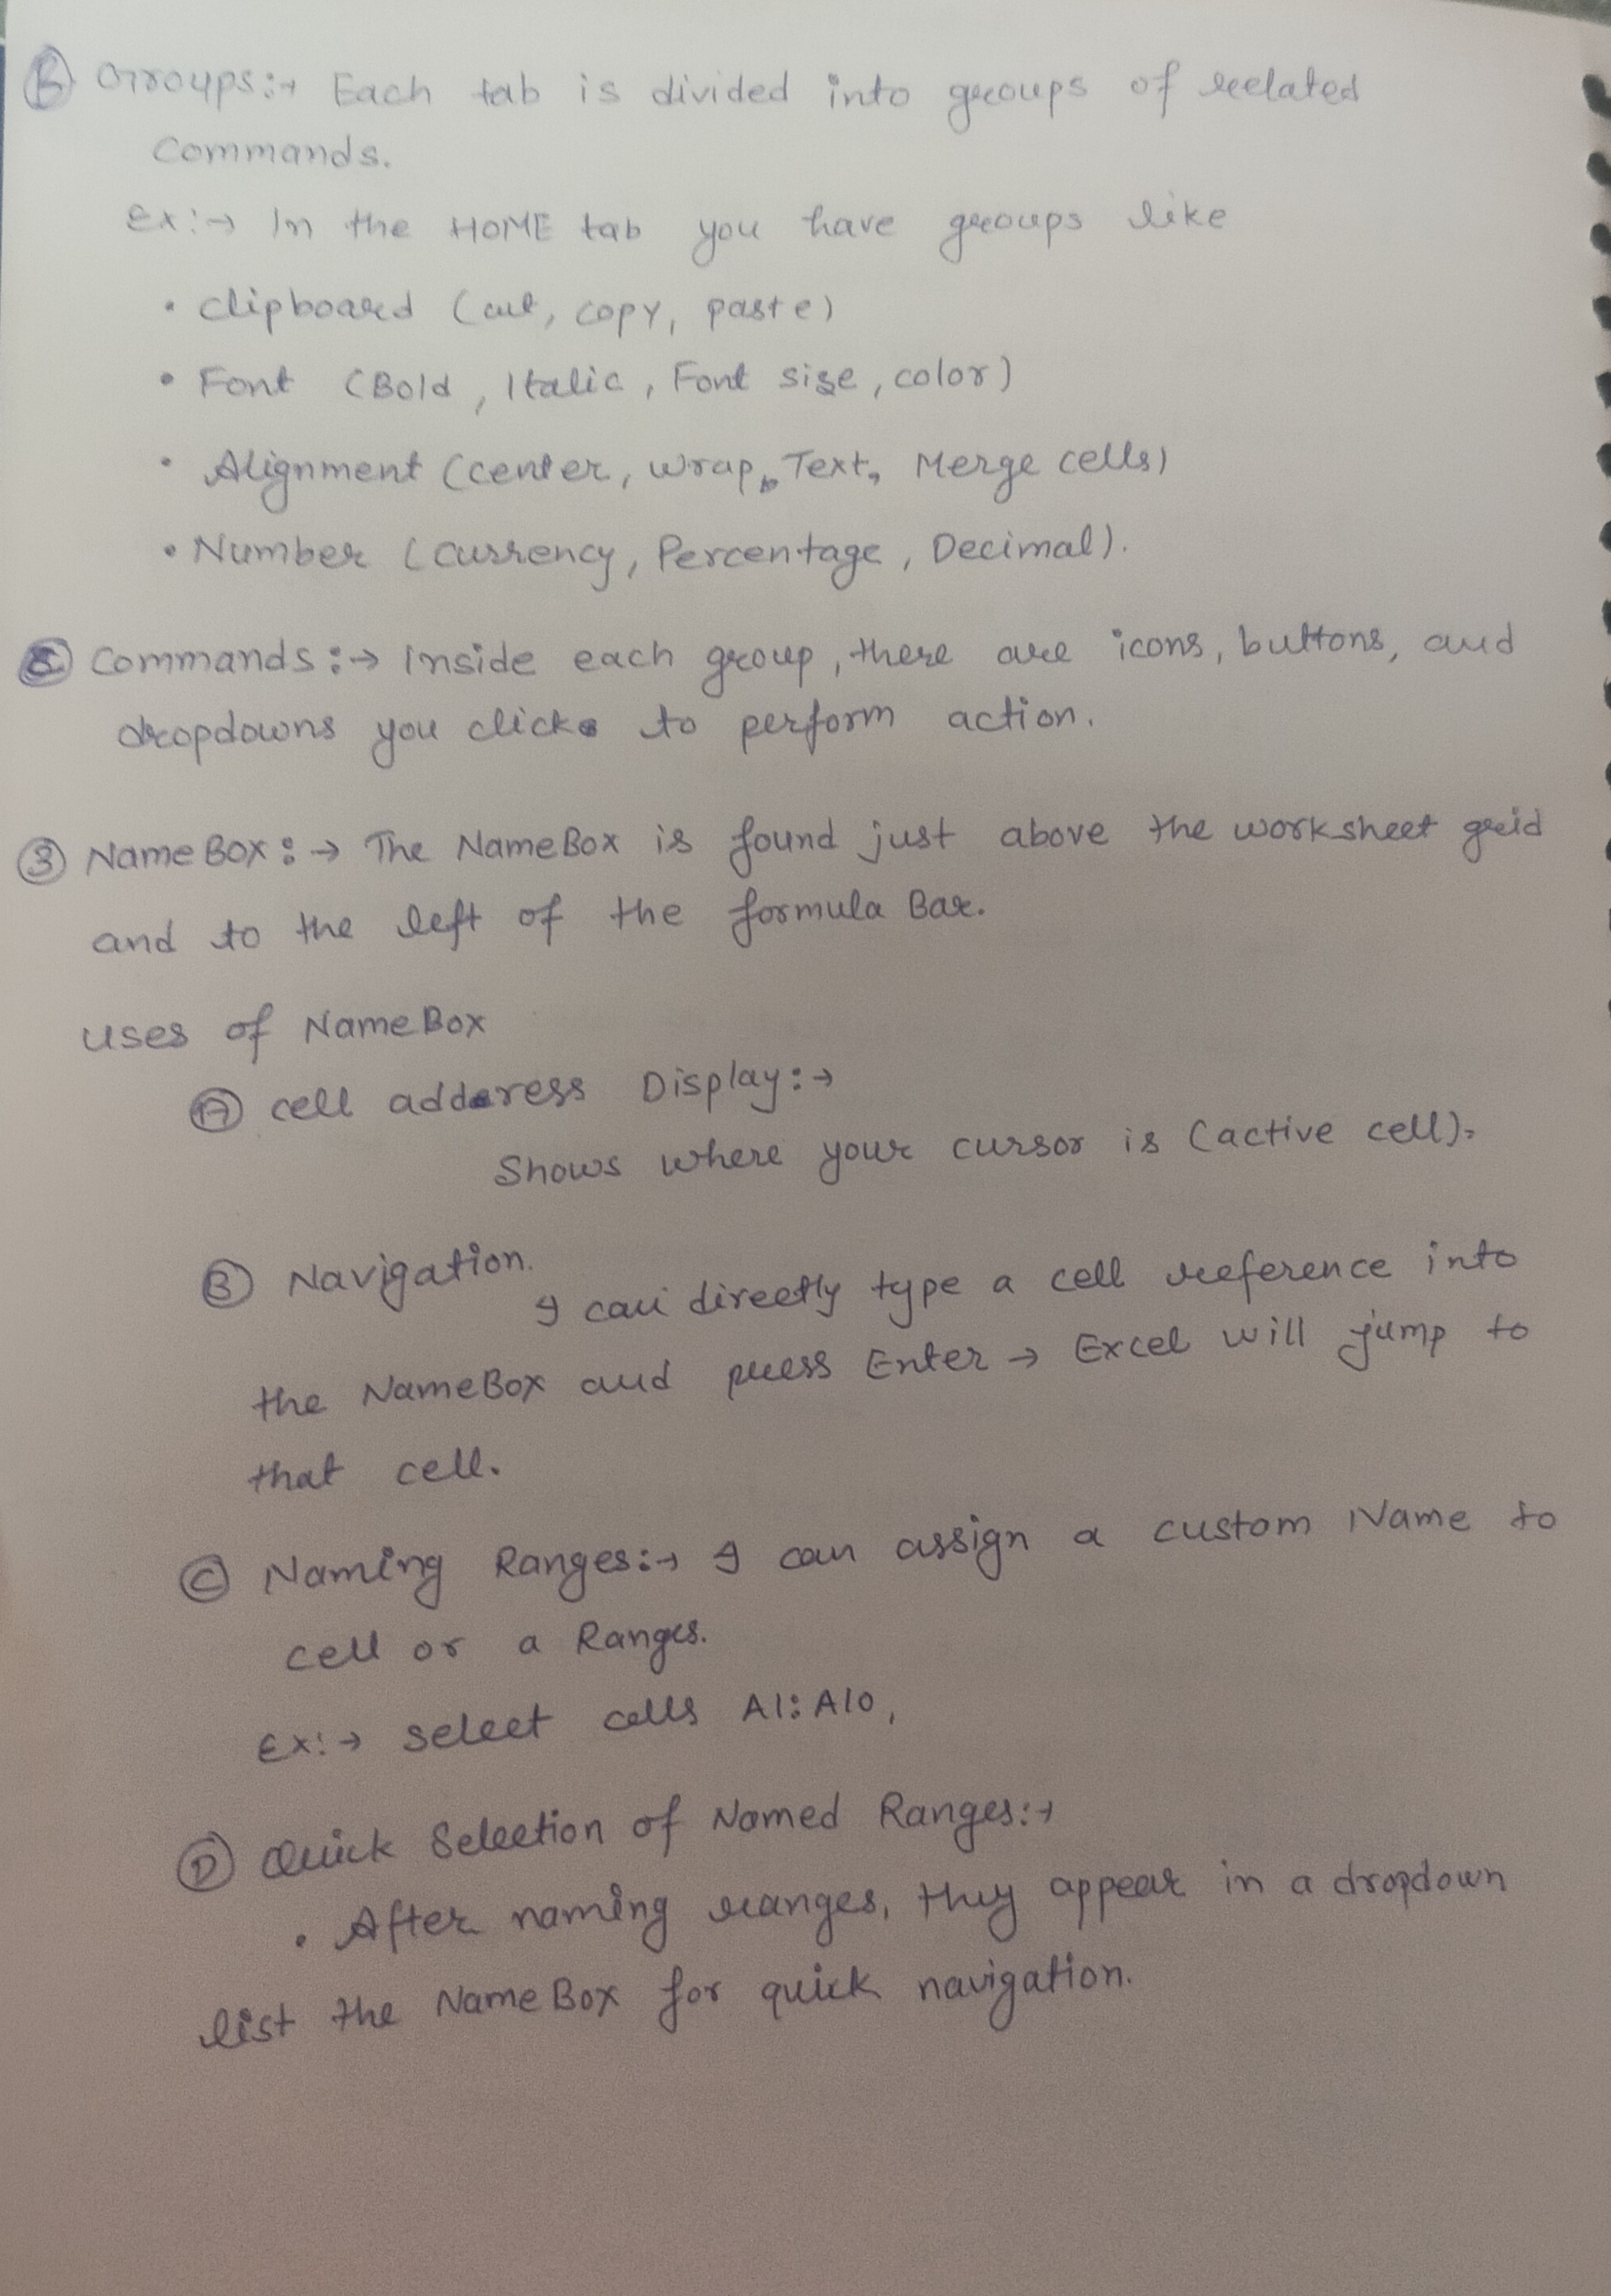 Ⓑ Groups:→ Each tab is divided into groups of related
Commands.
Ex:→ In the HOME tab you have groups like
• Clipboard (cut, copy, paste)
• Font (Bold, Italic, Font size, color)
• Alignment (center, wrap, Text, Merge cells)
• Number (currency, Percentage, Decimal).
Ⓒ Commands:→ Inside each group, there are icons, buttons, and
dropdowns you click to perform action.
③ NameBox:→ The NameBox is found just above the worksheet grid
and to the left of the formula Bar.
Uses of NameBox
Ⓐ cell address Display:→
Shows where your cursor is (active cell).
Ⓑ Navigation.
I can directly type a cell reference into
the NameBox and press Enter → Excel will jump to
that cell.
Ⓒ Naming Ranges:→ I can assign a custom Name to
cell or a Ranges.
Ex:→ select cells A1:A10,
Ⓓ Quick Selection of Named Ranges:→
• After naming ranges, they appear in a dropdown
list the NameBox for quick navigation.